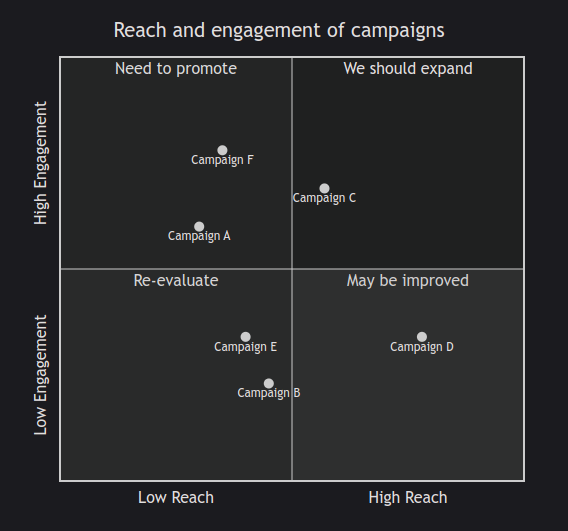 Reach and engagement of campaigns
Need to promote
We should expand
High Engagement
Campaign F
Campaign C
Campaign A
Re-evaluate
May be improved
Low Engagement
Campaign E
Campaign D
Campaign B
Low Reach
High Reach